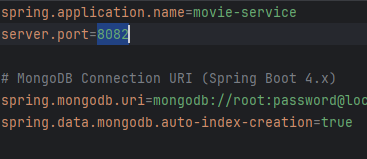 spring.application.name=movie-service
server.port=8082
# MongoDB Connection URI (Spring Boot 4.x)
spring.mongodb.uri=mongodb://root:password@loc
spring.data.mongodb.auto-index-creation=true